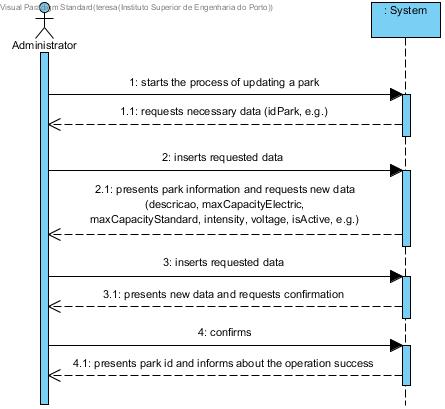 Visual Paradigm Standard(teresa(Instituto Superior de Engenharia do Porto))
: System
Administrator
1: starts the process of updating a park
1.1: requests necessary data (idPark, e.g.)
2: inserts requested data
2.1: presents park information and requests new data
(descricao, maxCapacityElectric,
maxCapacityStandard, intensity, voltage, isActive, e.g.)
3: inserts requested data
3.1: presents new data and requests confirmation
4: confirms
4.1: presents park id and informs about the operation success